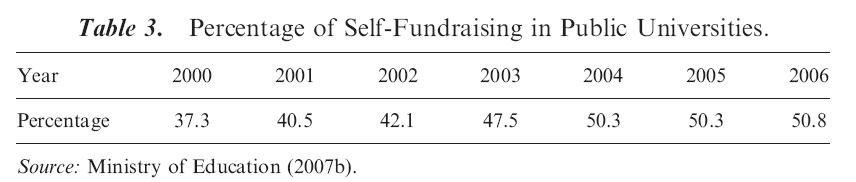 Table 3. Percentage of Self-Fundraising in Public Universities.
Year 2000 2001 2002 2003 2004 2005 2006
Percentage 37.3 40.5 42.1 47.5 50.3 50.3 50.8
Source: Ministry of Education (2007b).